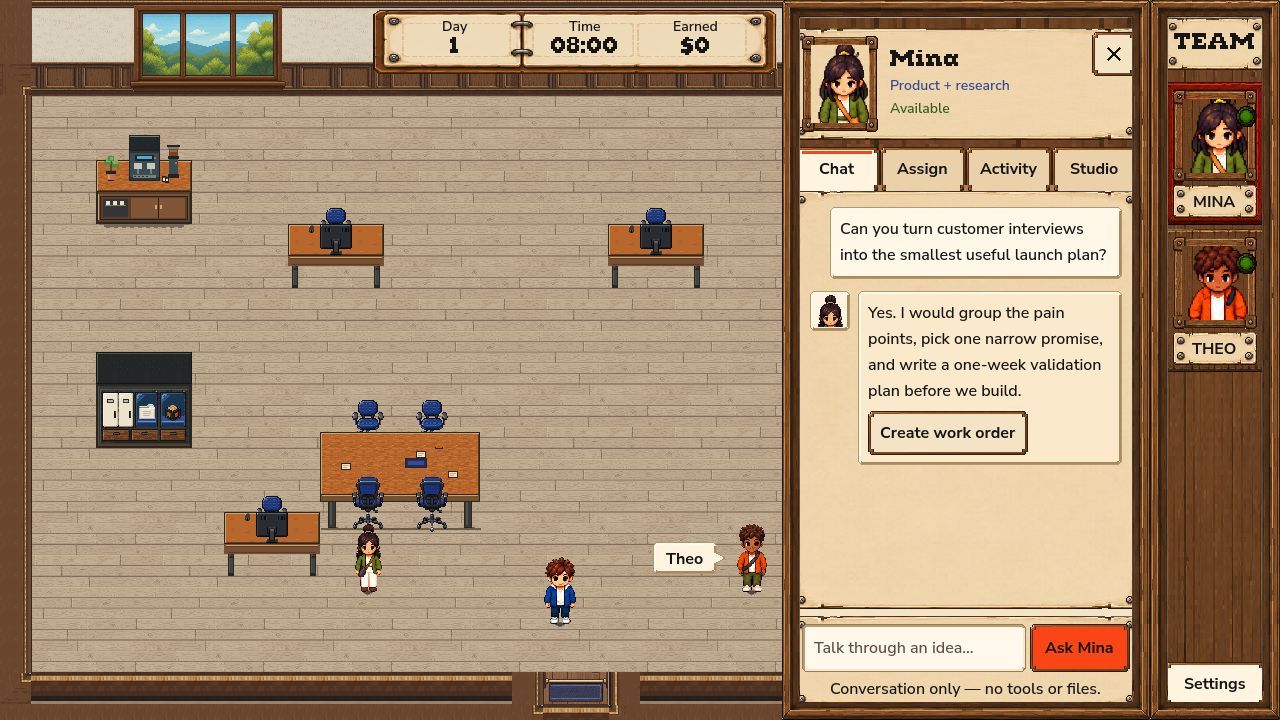 Day
1
Time
08:00
Earned
$0
Theo
Mina
Product + research
Available
Chat
Assign
Activity
Studio
Can you turn customer interviews
into the smallest useful launch plan?
Yes. I would group the pain
points, pick one narrow promise,
and write a one-week validation
plan before we build.
Create work order
Talk through an idea...
Ask Mina
Conversation only — no tools or files.
TEAM
MINA
THEO
Settings